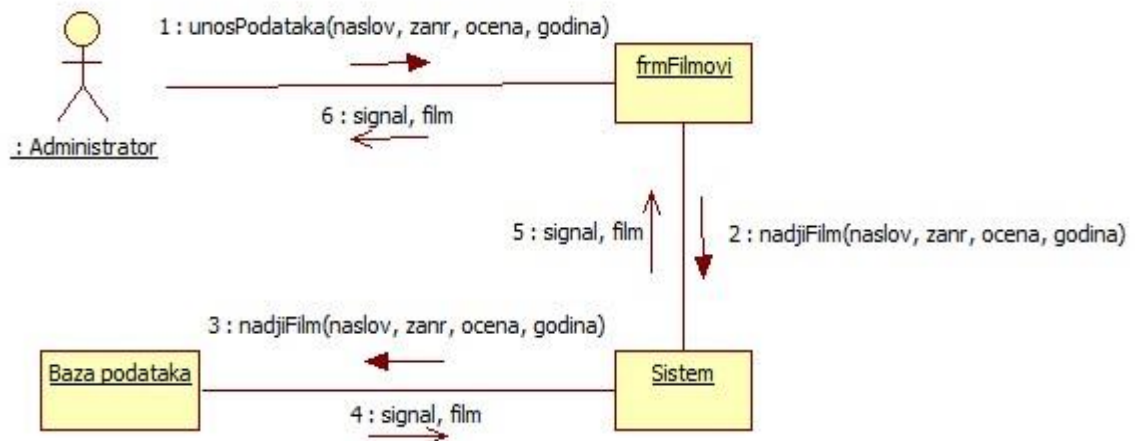 1 : unosPodataka(naslov, zanr, ocena, godina)
frmFilmovi
6 : signal, film
: Administrator
5 : signal, film
2 : nadjiFilm(naslov, zanr, ocena, godina)
3 : nadjiFilm(naslov, zanr, ocena, godina)
Baza podataka
Sistem
4 : signal, film